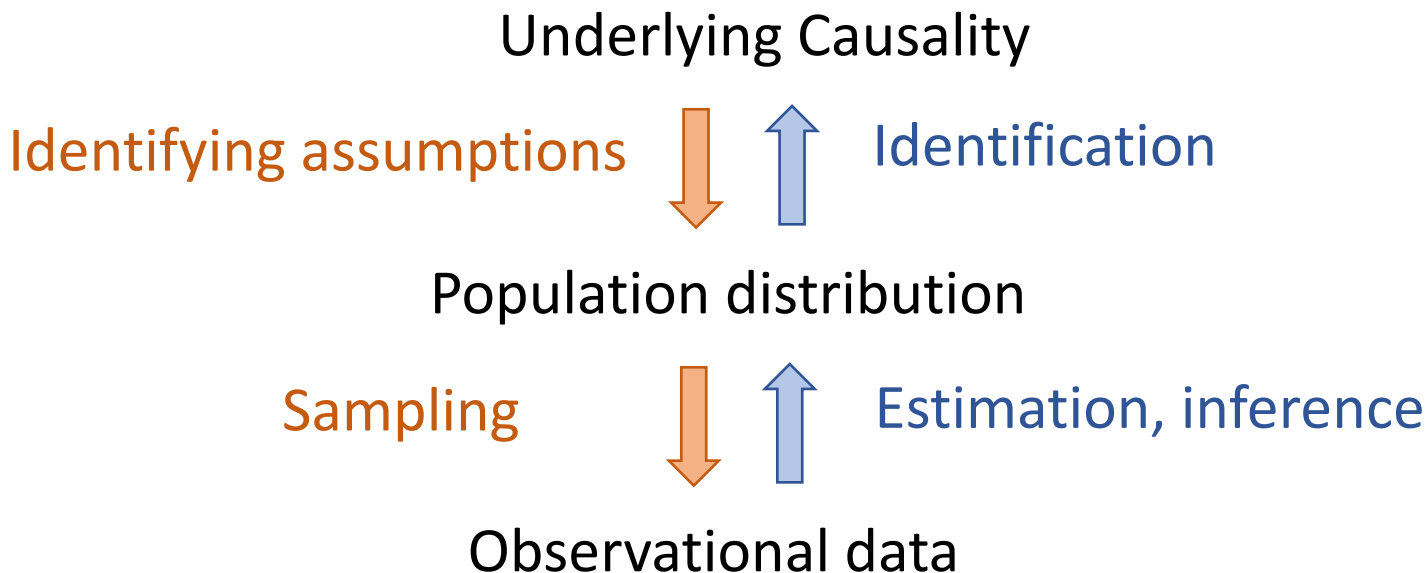 Underlying Causality
Identifying assumptions
Identification
Population distribution
Sampling
Estimation, inference
Observational data